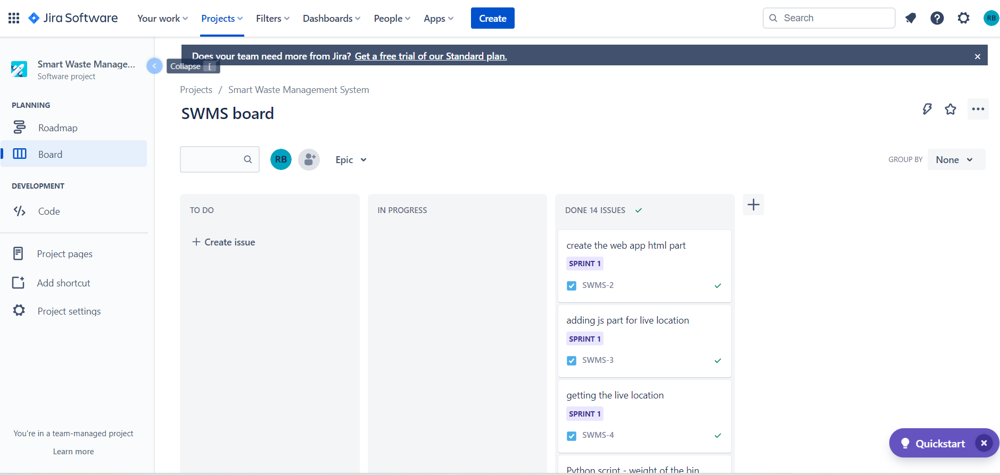 Jira Software
Your work
Projects
Filters
Dashboards
People
Apps
Create
Search
RB
Smart Waste Manage...
Software project
Collapse [
Does your team need more from Jira? Get a free trial of our Standard plan.
Projects / Smart Waste Management System
SWMS board
PLANNING
Roadmap
Board
DEVELOPMENT
Code
Project pages
Add shortcut
Project settings
You're in a team-managed project
Learn more
RB
Epic
GROUP BY
None
TO DO
+ Create issue
IN PROGRESS
DONE 14 ISSUES
create the web app html part
SPRINT 1
SWMS-2
adding js part for live location
SPRINT 1
SWMS-3
getting the live location
SPRINT 1
SWMS-4
Python script - weight of the bin
Quickstart